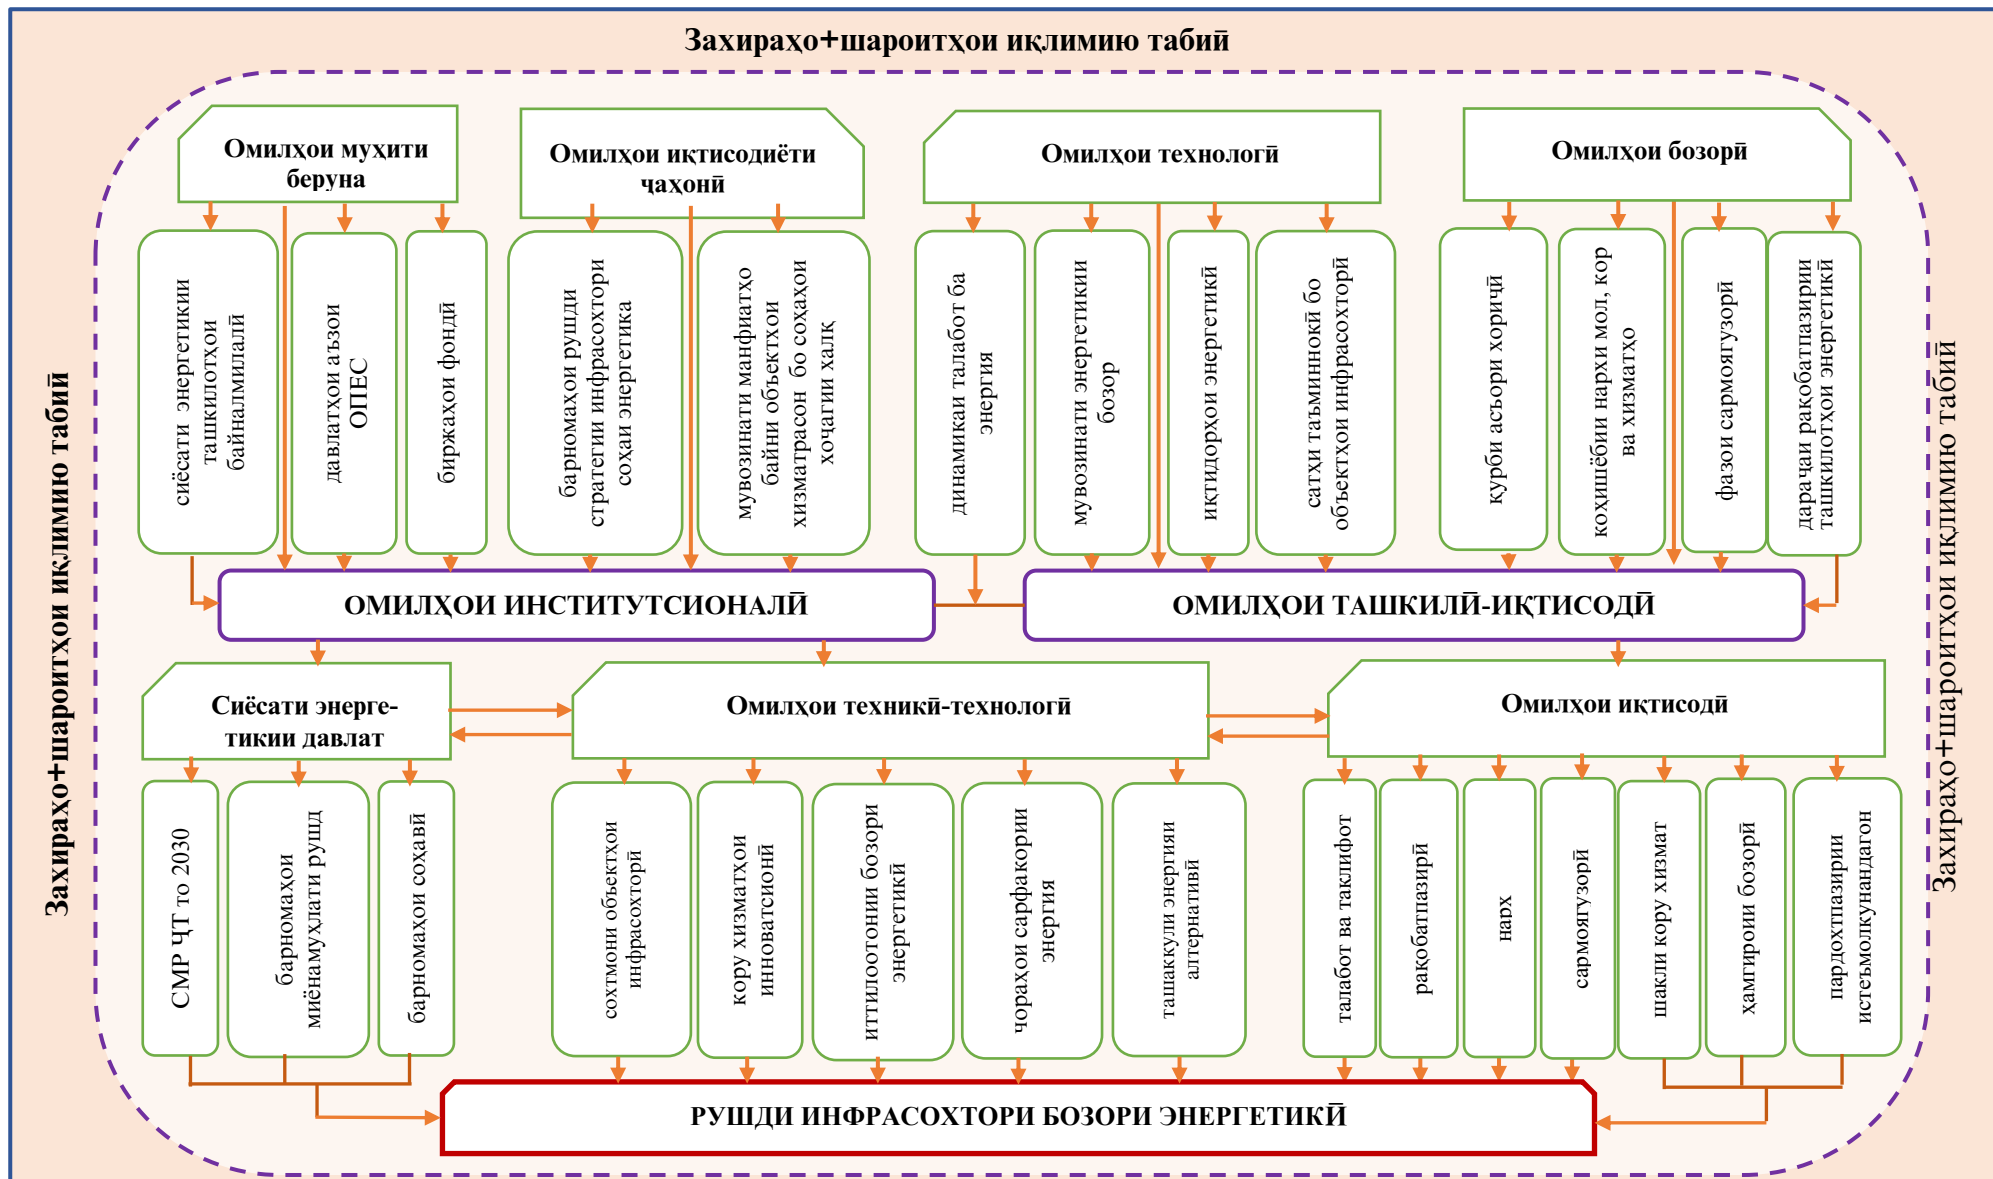 Захираҳо+шароитҳои иқлимию табиӣ
Захираҳо+шароитҳои иқлимию табиӣ
Омилҳои муҳити
беруна
Омилҳои иқтисодиёти
ҷаҳонӣ
Омилҳои технологӣ
Омилҳои бозорӣ
сиёсати энергетикии
ташкилотҳои
байналмилалӣ
давлатҳои аъзои
ОПЕС
биржаҳои фондӣ
барномаҳои рушди
стратегии инфрасохтори
соҳаи энергетика
мувозинати манфиатҳо
байни объектҳои
хизматрасон бо соҳаҳои
хоҷагии халқ
динамикаи талабот ба
энергия
мувозинати энергетикии
бозор
иқтидорҳои энергетикӣ
сатҳи таъминнокӣ бо
объектҳои инфрасохторӣ
қурби асъори хориҷӣ
коҳишёбии нархи мол, кор
ва хизматҳо
фазои сармоягузорӣ
дараҷаи рақобатпазирии
ташкилотҳои энергетикӣ
ОМИЛҲОИ ИНСТИТУТСИОНАЛӢ
ОМИЛҲОИ ТАШКИЛӢ-ИҚТИСОДӢ
Сиёсати энерге-
тикии давлат
Омилҳои техникӣ-технологӣ
Омилҳои иқтисодӣ
СМР ҶТ то 2030
барномаҳои
миёнамуҳлати рушд
барномаҳои соҳавӣ
сохтмони объектҳои
инфрасохторӣ
кору хизматҳои
инноватсионӣ
иттилоотонии бозори
энергетикӣ
чораҳои сарфакории
энергия
ташаккули энергияи
алтернативӣ
талабот ва таклифот
рақобатпазирӣ
нарх
сармоягузорӣ
шакли кору хизмат
ҳамгироии бозорӣ
пардохтпазирии
истеъмолкунандагон
РУШДИ ИНФРАСОХТОРИ БОЗОРИ ЭНЕРГЕТИКӢ
Захираҳо+шароитҳои иқлимию табиӣ